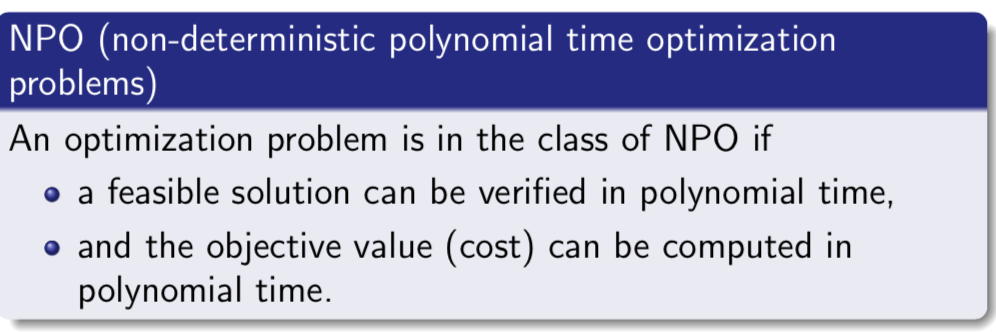 NPO (non-deterministic polynomial time optimization
problems)
An optimization problem is in the class of NPO if
a feasible solution can be verified in polynomial time,
and the objective value (cost) can be computed in
polynomial time.